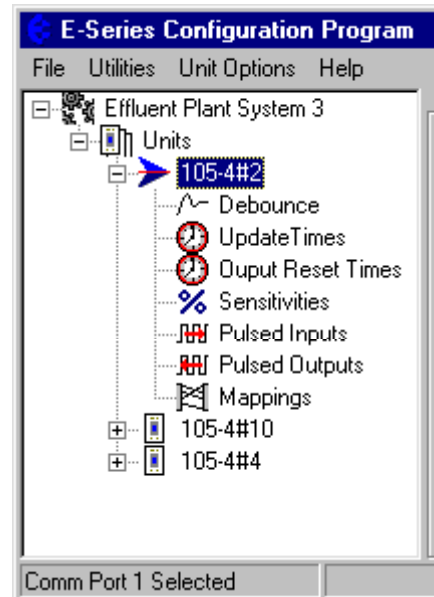 E-Series Configuration Program
File Utilities Unit Options Help
Effluent Plant System 3
Units
105-4#2
Debounce
UpdateTimes
Ouput Reset Times
Sensitivities
Pulsed Inputs
Pulsed Outputs
Mappings
105-4#10
105-4#4
Comm Port 1 Selected